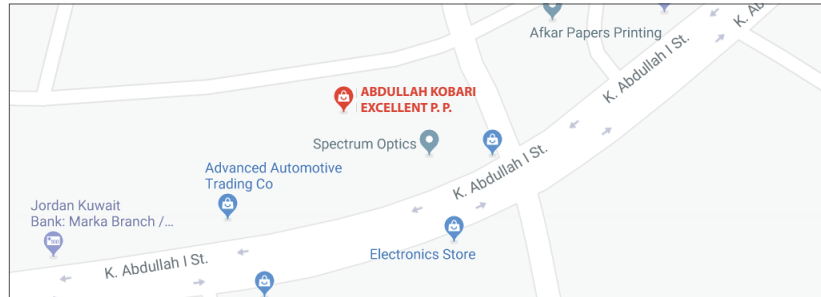 Afkar Papers Printing
K. Abdullah I St.
K. Abdu
ABDULLAH KOBARI
EXCELLENT P. P.
Spectrum Optics
K. Abdullah I St.
Advanced Automotive
Trading Co
Jordan Kuwait
Bank: Marka Branch /...
Electronics Store
K. Abdullah I St.